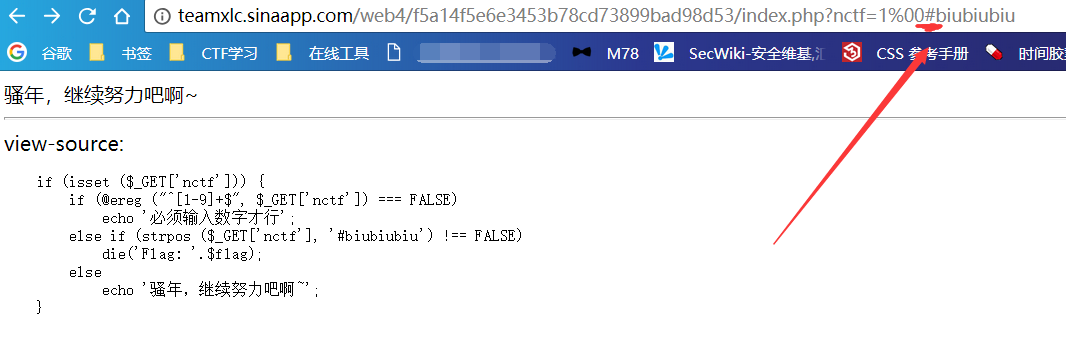 teamxlc.sinaapp.com/web4/f5a14f5e6e3453b78cd73899bad98d53/index.php?nctf=1%00#biubiubiu
谷歌 书签 CTF学习 在线工具 M78 SecWiki-安全维基,汇 CSS 参考手册 时间胶
骚年，继续努力吧啊~
view-source:
if (isset ($_GET['nctf'])) {
if (@ereg ("^[1-9]+$", $_GET['nctf']) === FALSE)
echo '必须输入数字才行';
else if (strpos ($_GET['nctf'], '#biubiubiu') !== FALSE)
die('Flag: '.$flag);
else
echo '骚年，继续努力吧啊~';
}